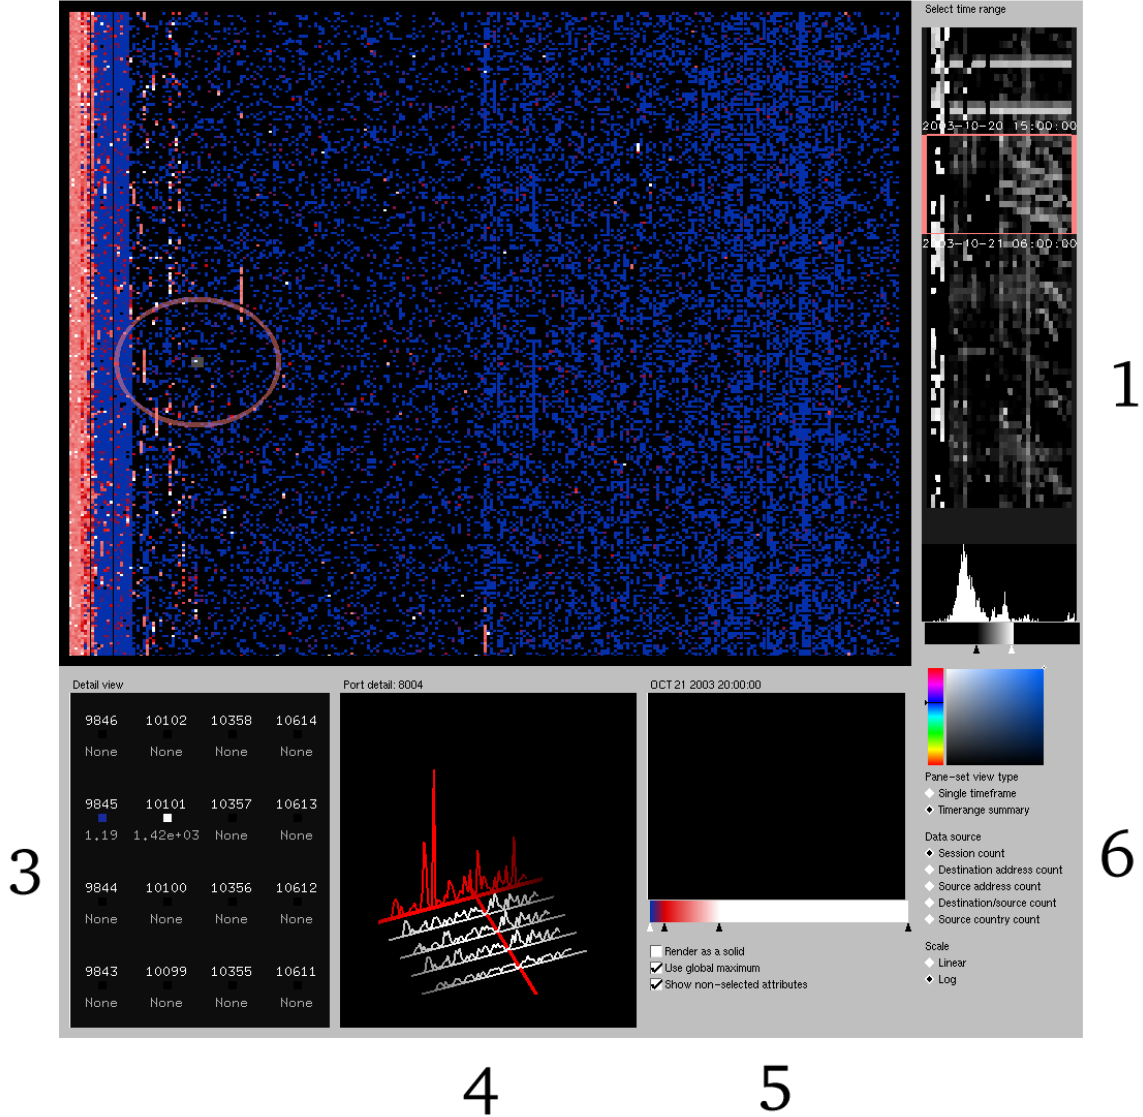 Select time range
2003-10-20 15:00:00
2003-10-21 06:00:00
1
Detail view
9846 10102 10358 10614
None None None None
9845 10101 10357 10613
1.19 1.42e+03 None None
9844 10100 10356 10612
None None None None
9843 10099 10355 10611
None None None None
3
Port detail: 8004
4
OCT 21 2003 20:00:00
Render as a solid
Use global maximum
Show non-selected attributes
5
Pane-set view type
Single timeframe
Timerange summary
Data source
Session count
Destination address count
Source address count
Destination/source count
Source country count
Scale
Linear
Log
6